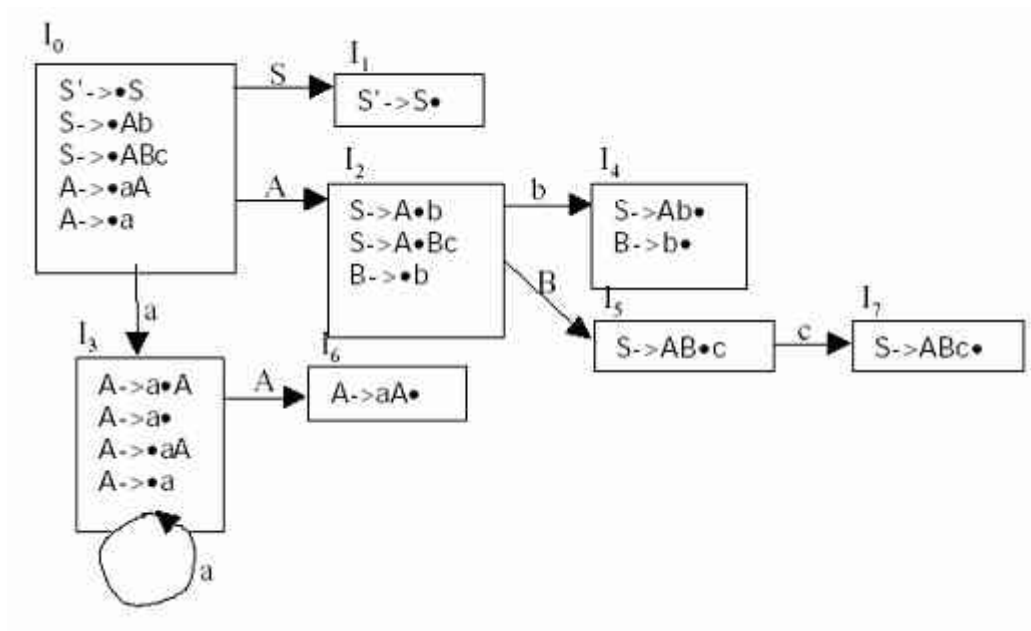 I₀
S'->•S
S->•Ab
S->•ABc
A->•aA
A->•a
S
I₁
S'->S•
A
I₂
S->A•b
S->A•Bc
B->•b
b
I₄
S->Ab•
B->b•
B
I₅
S->AB•c
c
I₇
S->ABc•
a
I₃
A->a•A
A->a•
A->•aA
A->•a
A
I₆
A->aA•
a